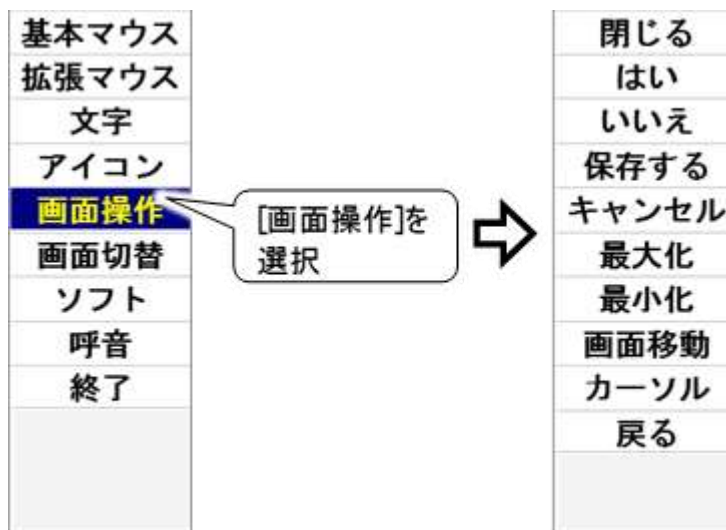 基本マウス
拡張マウス
文字
アイコン
画面操作
画面切替
ソフト
呼音
終了
[画面操作]を
選択
閉じる
はい
いいえ
保存する
キャンセル
最大化
最小化
画面移動
カーソル
戻る